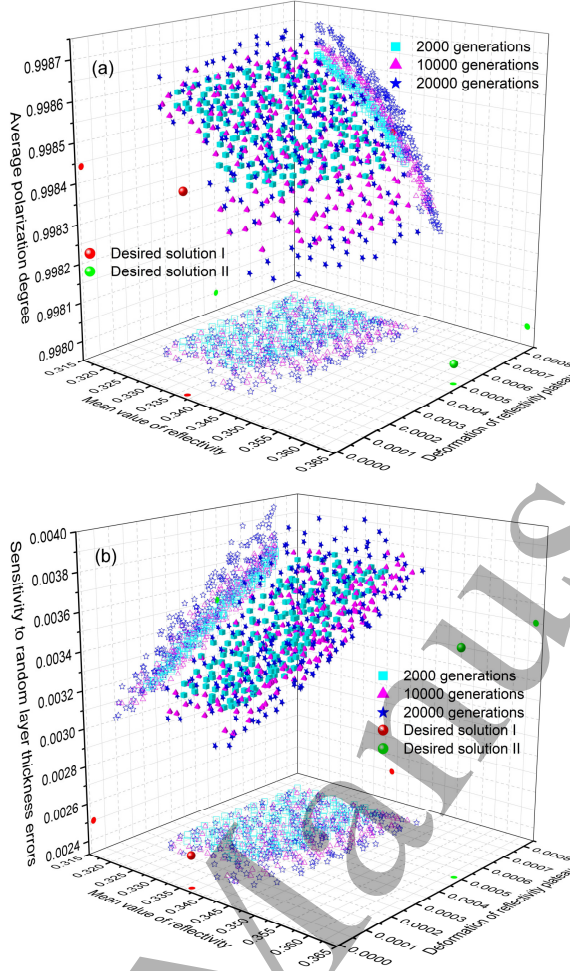 (a)
2000 generations
10000 generations
20000 generations
Average polarization degree
0.9987
0.9986
0.9985
0.9984
0.9983
0.9982
0.9981
0.9980
Desired solution I
Desired solution II
0.315
0.320
0.325
0.330
0.335
0.340
0.345
0.350
0.355
0.360
0.365
Mean value of reflectivity
0.0000
0.0001
0.0002
0.0003
0.0004
0.0005
0.0006
0.0007
0.0008
Deformation of reflectivity plateau
(b)
Sensitivity to random layer thickness errors
0.0040
0.0038
0.0036
0.0034
0.0032
0.0030
0.0028
0.0026
0.0024
2000 generations
10000 generations
20000 generations
Desired solution I
Desired solution II
0.315
0.325
0.330
0.335
0.340
0.345
0.350
0.355
0.360
0.365
Mean value of reflectivity
0.0000
0.0001
0.0002
0.0003
0.0004
0.0005
0.0006
0.0007
0.0008
Deformation of reflectivity plateau
Manus